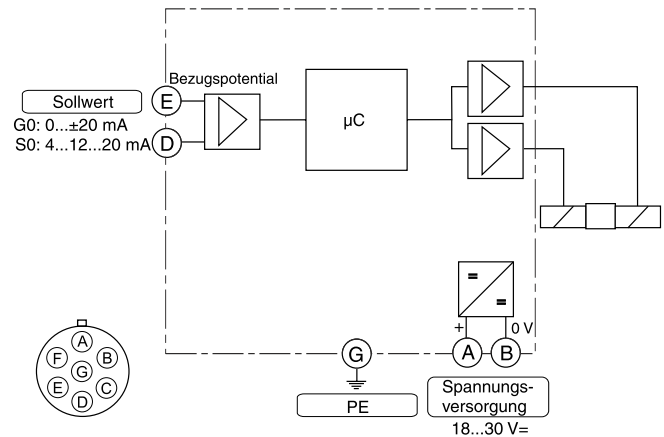 Bezugspotential
Sollwert
E
G0: 0...±20 mA
S0: 4...12...20 mA
D
µC
=
=
+
0 V
G
A
B
PE
Spannungs-
versorgung
18...30 V=
A
F
B
G
E
C
D